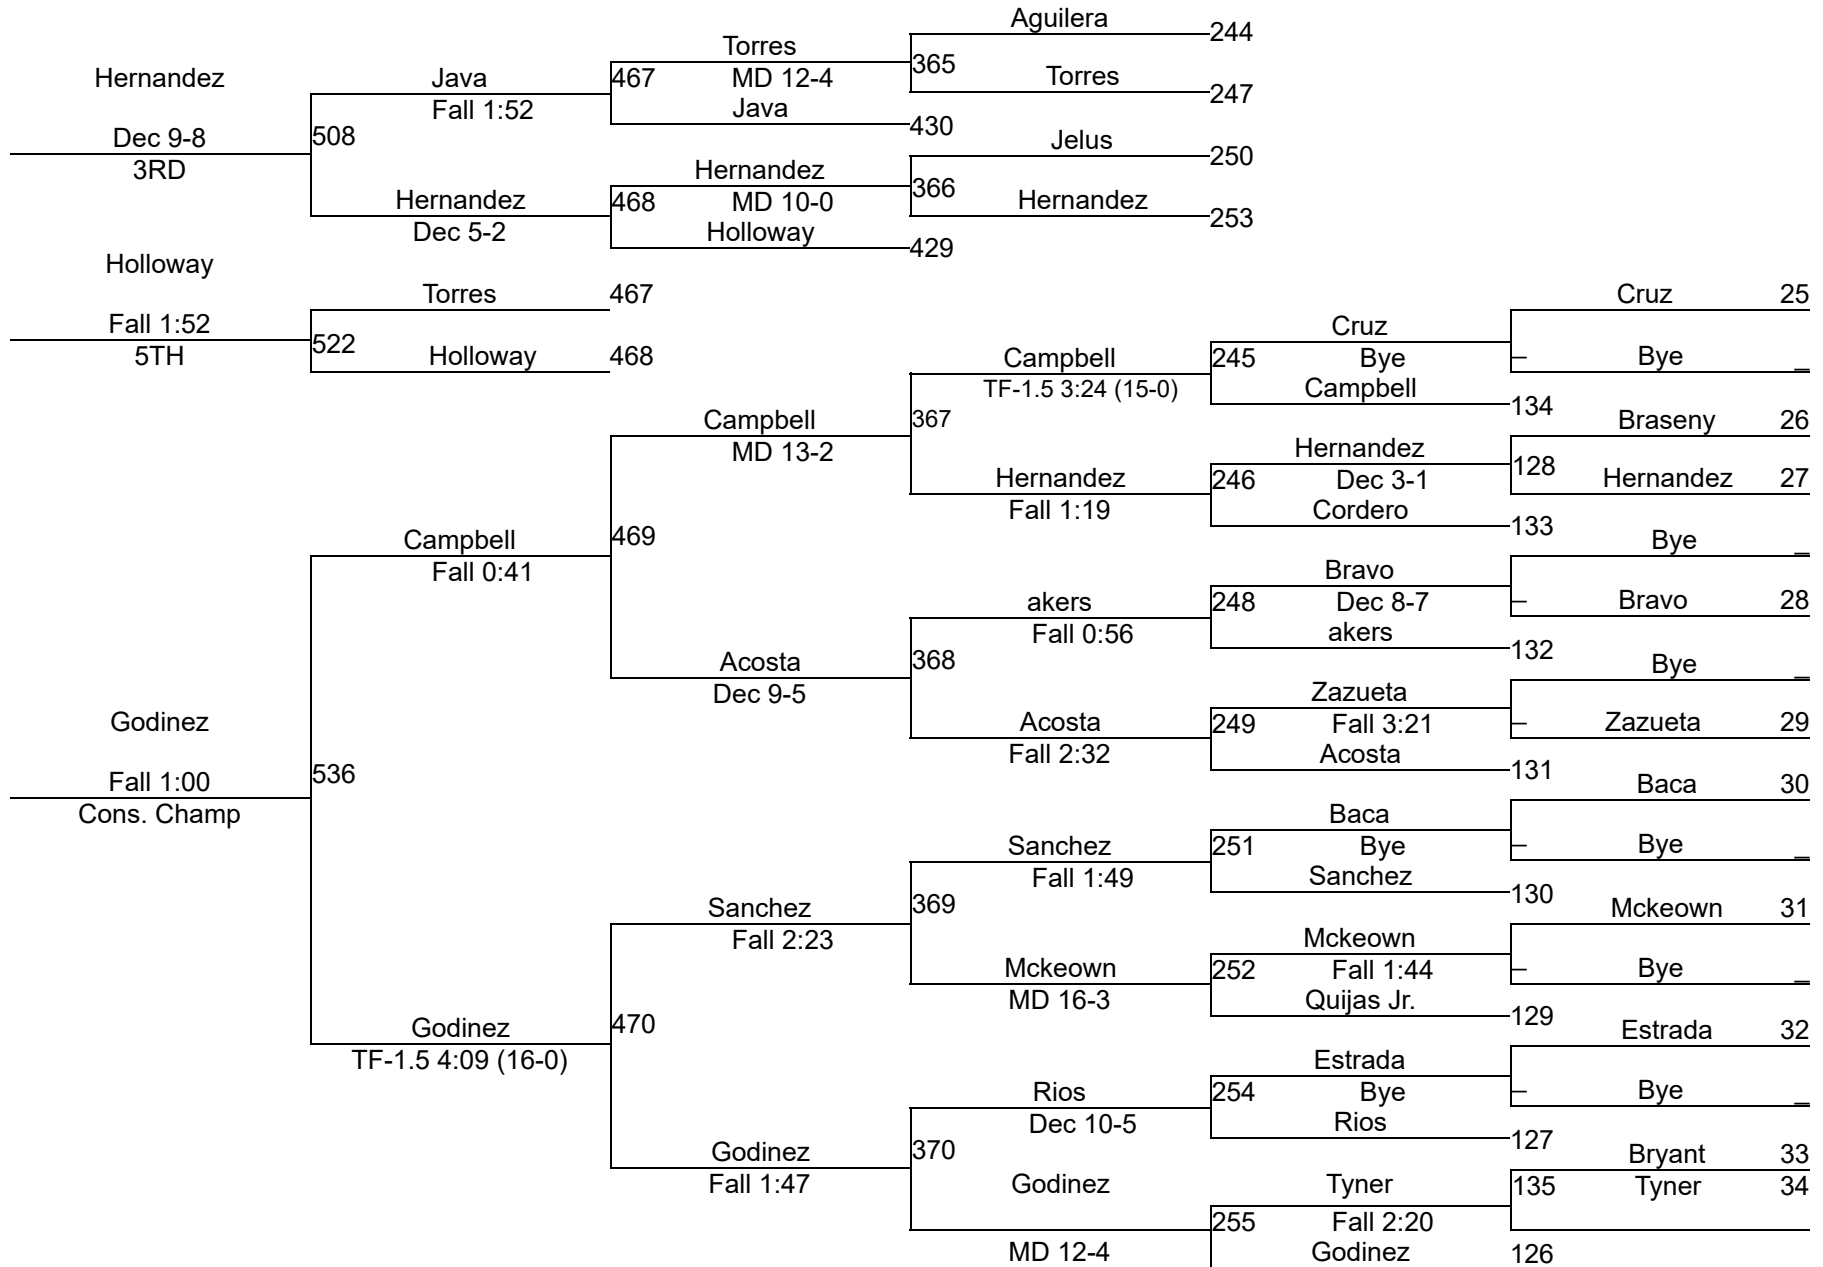 Aguilera
244
Torres
365
Hernandez
Java
467
MD 12-4
Torres
247
Fall 1:52
Java
430
Dec 9-8
508
Jelus
250
3RD
Hernandez
366
Hernandez
468
MD 10-0
Hernandez
253
Dec 5-2
Holloway
429
Holloway
Torres
467
Cruz
25
Fall 1:52
522
Cruz
5TH
Holloway
468
Campbell
245
Bye
–
Bye
_
TF-1.5 3:24 (15-0)
Campbell
134
Campbell
367
Braseny
26
MD 13-2
Hernandez
128
Hernandez
246
Dec 3-1
Hernandez
27
Fall 1:19
Cordero
133
Campbell
469
Bye
_
Fall 0:41
Bravo
akers
248
Dec 8-7
–
Bravo
28
Fall 0:56
akers
132
Acosta
368
Bye
_
Dec 9-5
Zazueta
Godinez
Acosta
249
Fall 3:21
–
Zazueta
29
Fall 2:32
Acosta
131
Fall 1:00
536
Baca
30
Cons. Champ
Baca
Sanchez
251
Bye
–
Bye
_
Fall 1:49
Sanchez
130
Sanchez
369
Mckeown
31
Fall 2:23
Mckeown
Mckeown
252
Fall 1:44
–
Bye
_
MD 16-3
Quijas Jr.
129
Godinez
470
Estrada
32
TF-1.5 4:09 (16-0)
Estrada
Rios
254
Bye
–
Bye
_
Dec 10-5
Rios
127
Godinez
370
Bryant
33
Fall 1:47
Godinez
Tyner
135
Tyner
34
255
Fall 2:20
MD 12-4
Godinez
126